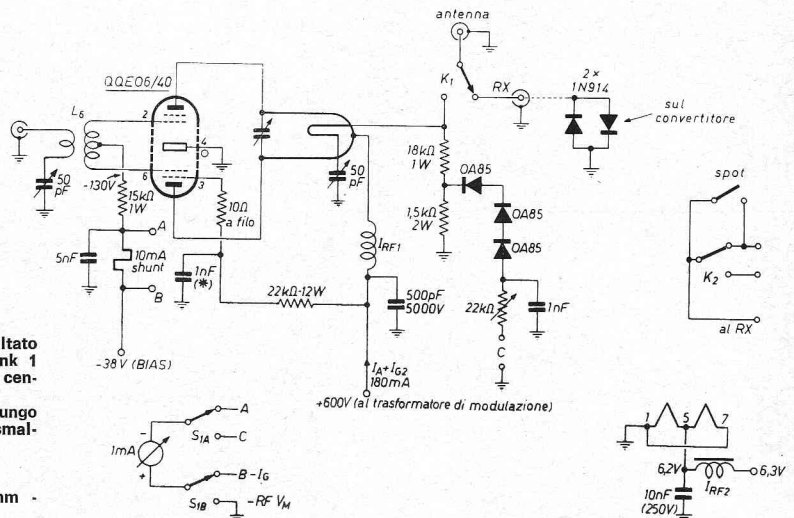 antenna
K1
RX
2 ×
1N914
sul
convertitore
QQE06/40
L6
2
4
6
3
50
pF
-130V
15kΩ
1W
10Ω
a filo
A
5nF
10mA
shunt
B
1nF
(*)
-38V (BIAS)
50
pF
IRF1
22kΩ-12W
500pF
5000V
IA+IG2
180mA
+600V (al trasformatore di modulazione)
18kΩ
1W
OA85
1,5kΩ
2W
OA85
OA85
22kΩ
1nF
C
spot
K2
al RX
ltato
nk 1
cen-
ungo
smal-
nm -
1mA
-
+
A
S1A
C
B-IG
S1B
-RF VM
1
5
7
6,2V
6,3V
IRF2
10nF
(250V)